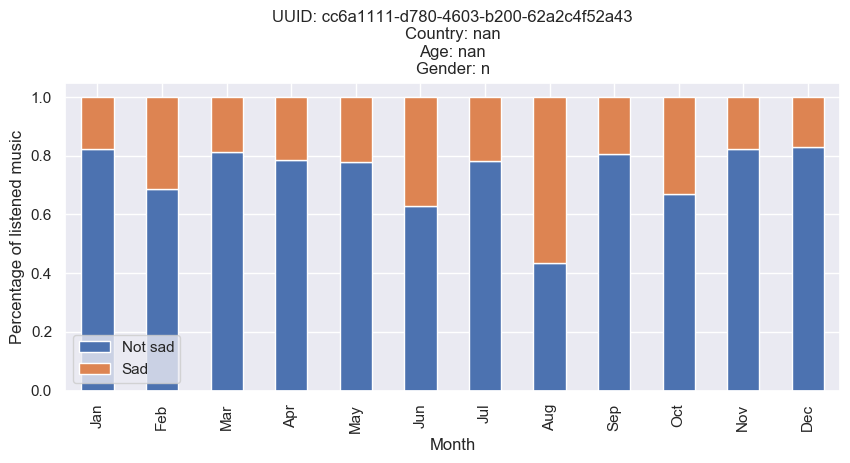 UUID: cc6a1111-d780-4603-b200-62a2c4f52a43
Country: nan
Age: nan
Gender: n
Percentage of listened music
1.0
0.8
0.6
0.4
0.2
0.0
Not sad
Sad
Jan Feb Mar Apr May Jun Jul Aug Sep Oct Nov Dec
Month